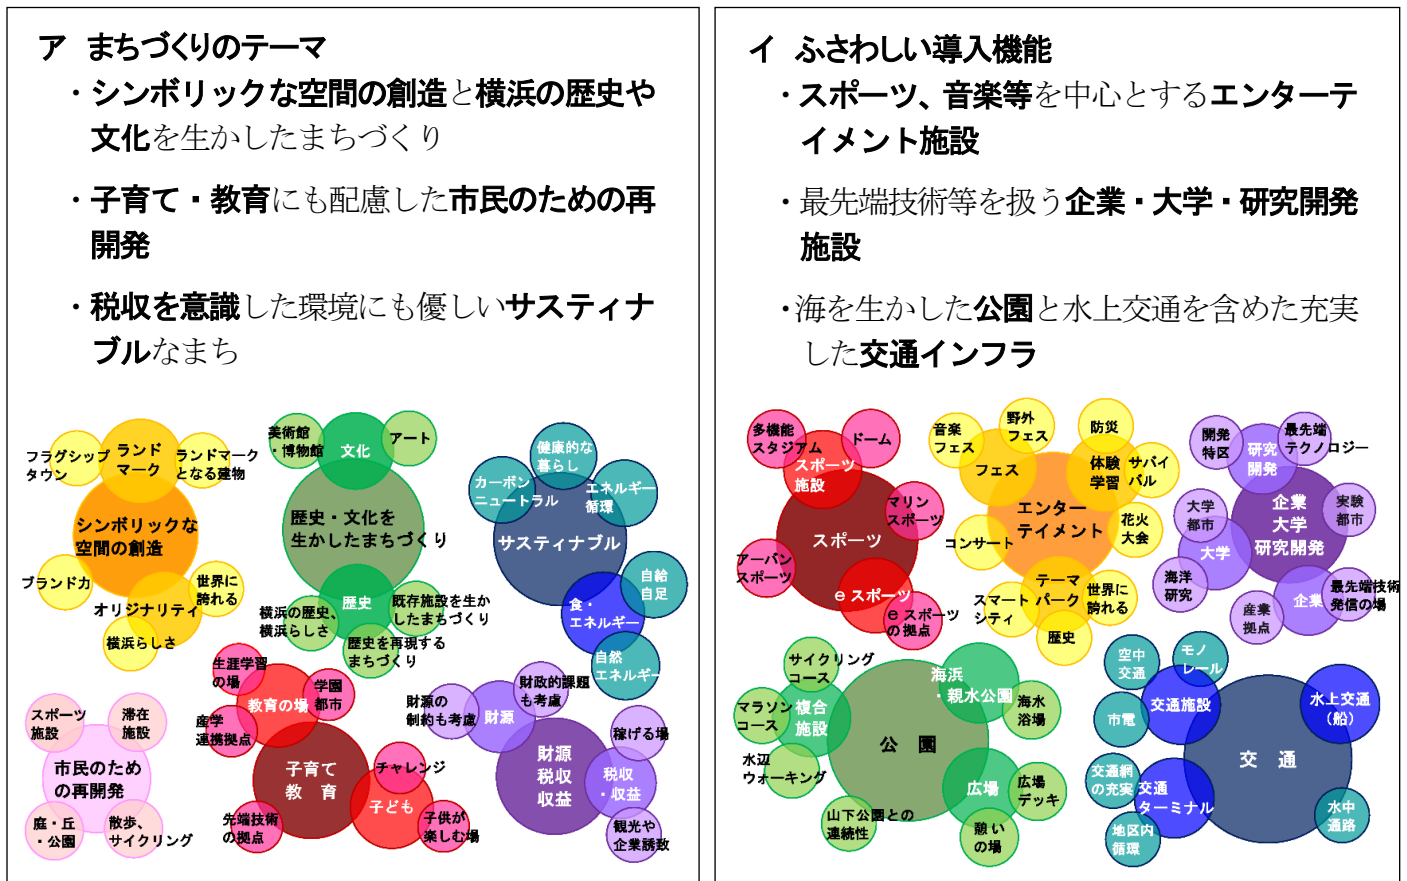 ア まちづくりのテーマ
・シンボリックな空間の創造と横浜の歴史や
文化を生かしたまちづくり
・子育て・教育にも配慮した市民のための再
開発
・税収を意識した環境にも優しいサスティナ
ブルなまち
フラグシップ
タウン
ランド
マーク
ランドマーク
となる建物
シンボリックな
空間の創造
ブランド力
オリジナリティ
世界に
誇れる
横浜らしさ
美術館
・博物館
文化
アート
歴史・文化を
生かしたまちづくり
歴史
横浜の歴史、
横浜らしさ
既存施設を生か
したまちづくり
歴史を再現する
まちづくり
健康的な
暮らし
カーボン
ニュートラル
エネルギー
循環
サスティナブル
自給
自足
食・
エネルギー
自然
エネルギー
スポーツ
施設
滞在
施設
市民のため
の再開発
庭・丘
・公園
散歩、
サイクリング
生涯学習
の場
教育の場
学園
都市
産学
連携拠点
子育て
教 育
チャレンジ
子ども
先端技術
の拠点
子供が
楽しむ場
財源の
制約も考慮
財源
財政的課題
も考慮
財源
税収
収益
稼げる場
税収
・収益
観光や
企業誘致
イ ふさわしい導入機能
・スポーツ、音楽等を中心とするエンターテ
イメント施設
・最先端技術等を扱う企業・大学・研究開発
施設
・海を生かした公園と水上交通を含めた充実
した交通インフラ
多機能
スタジアム
ドーム
スポーツ
施設
マリン
スポーツ
スポーツ
アーバン
スポーツ
eスポーツ
eスポーツ
の拠点
音楽
フェス
野外
フェス
フェス
防災
体験
学習
サバイ
バル
エンター
テイメント
花火
大会
コンサート
テーマ
パーク
世界に
誇れる
スマート
シティ
歴史
開発
特区
研究
開発
最先端
テクノロジー
企業
大学
研究開発
実験
都市
大学
都市
大学
海洋
研究
産業
拠点
企業
最先端技術
発信の場
サイクリング
コース
マラソン
コース
複合
施設
水辺
ウォーキング
公 園
海浜
・親水公園
海水
浴場
広場
広場
デッキ
山下公園との
連続性
憩い
の場
空中
交通
モノ
レール
交通施設
市電
水上交通
(船)
交 通
交通網
の充実
交通
ターミナル
地区内
循環
水中
通路